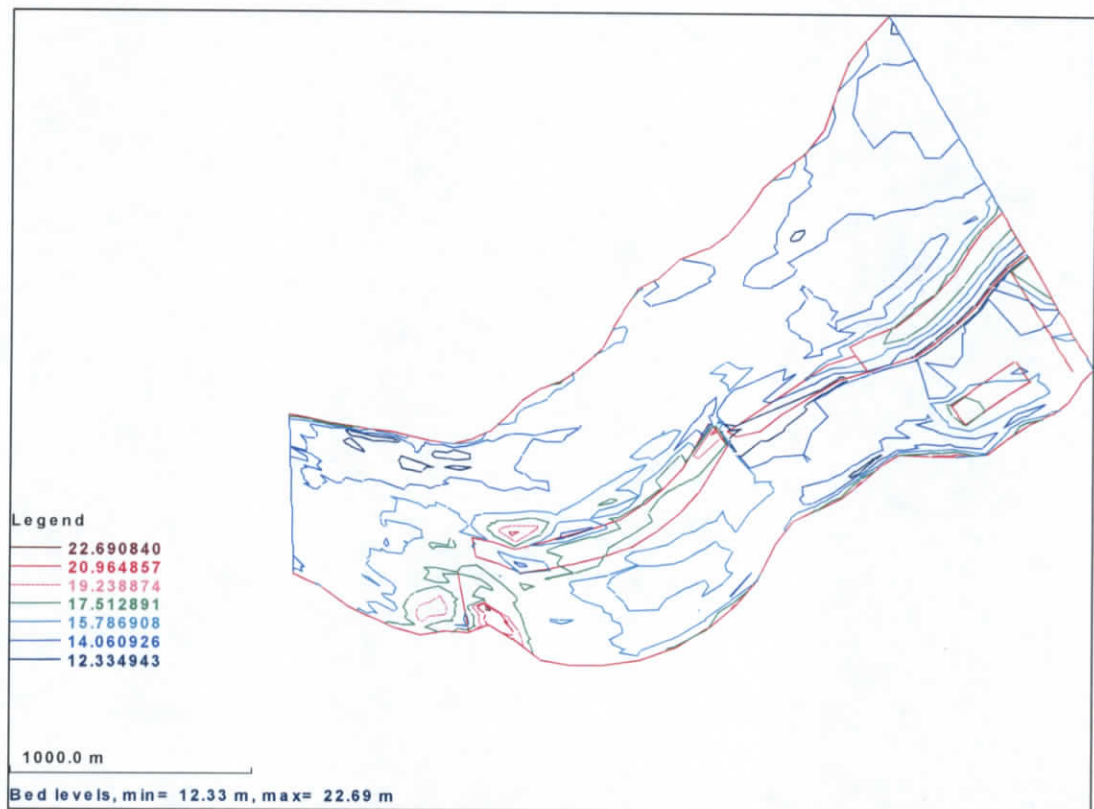 Legend
22.690840
20.964857
19.238874
17.512891
15.786908
14.060926
12.334943
1000.0 m
Bed levels, min= 12.33 m, max= 22.69 m